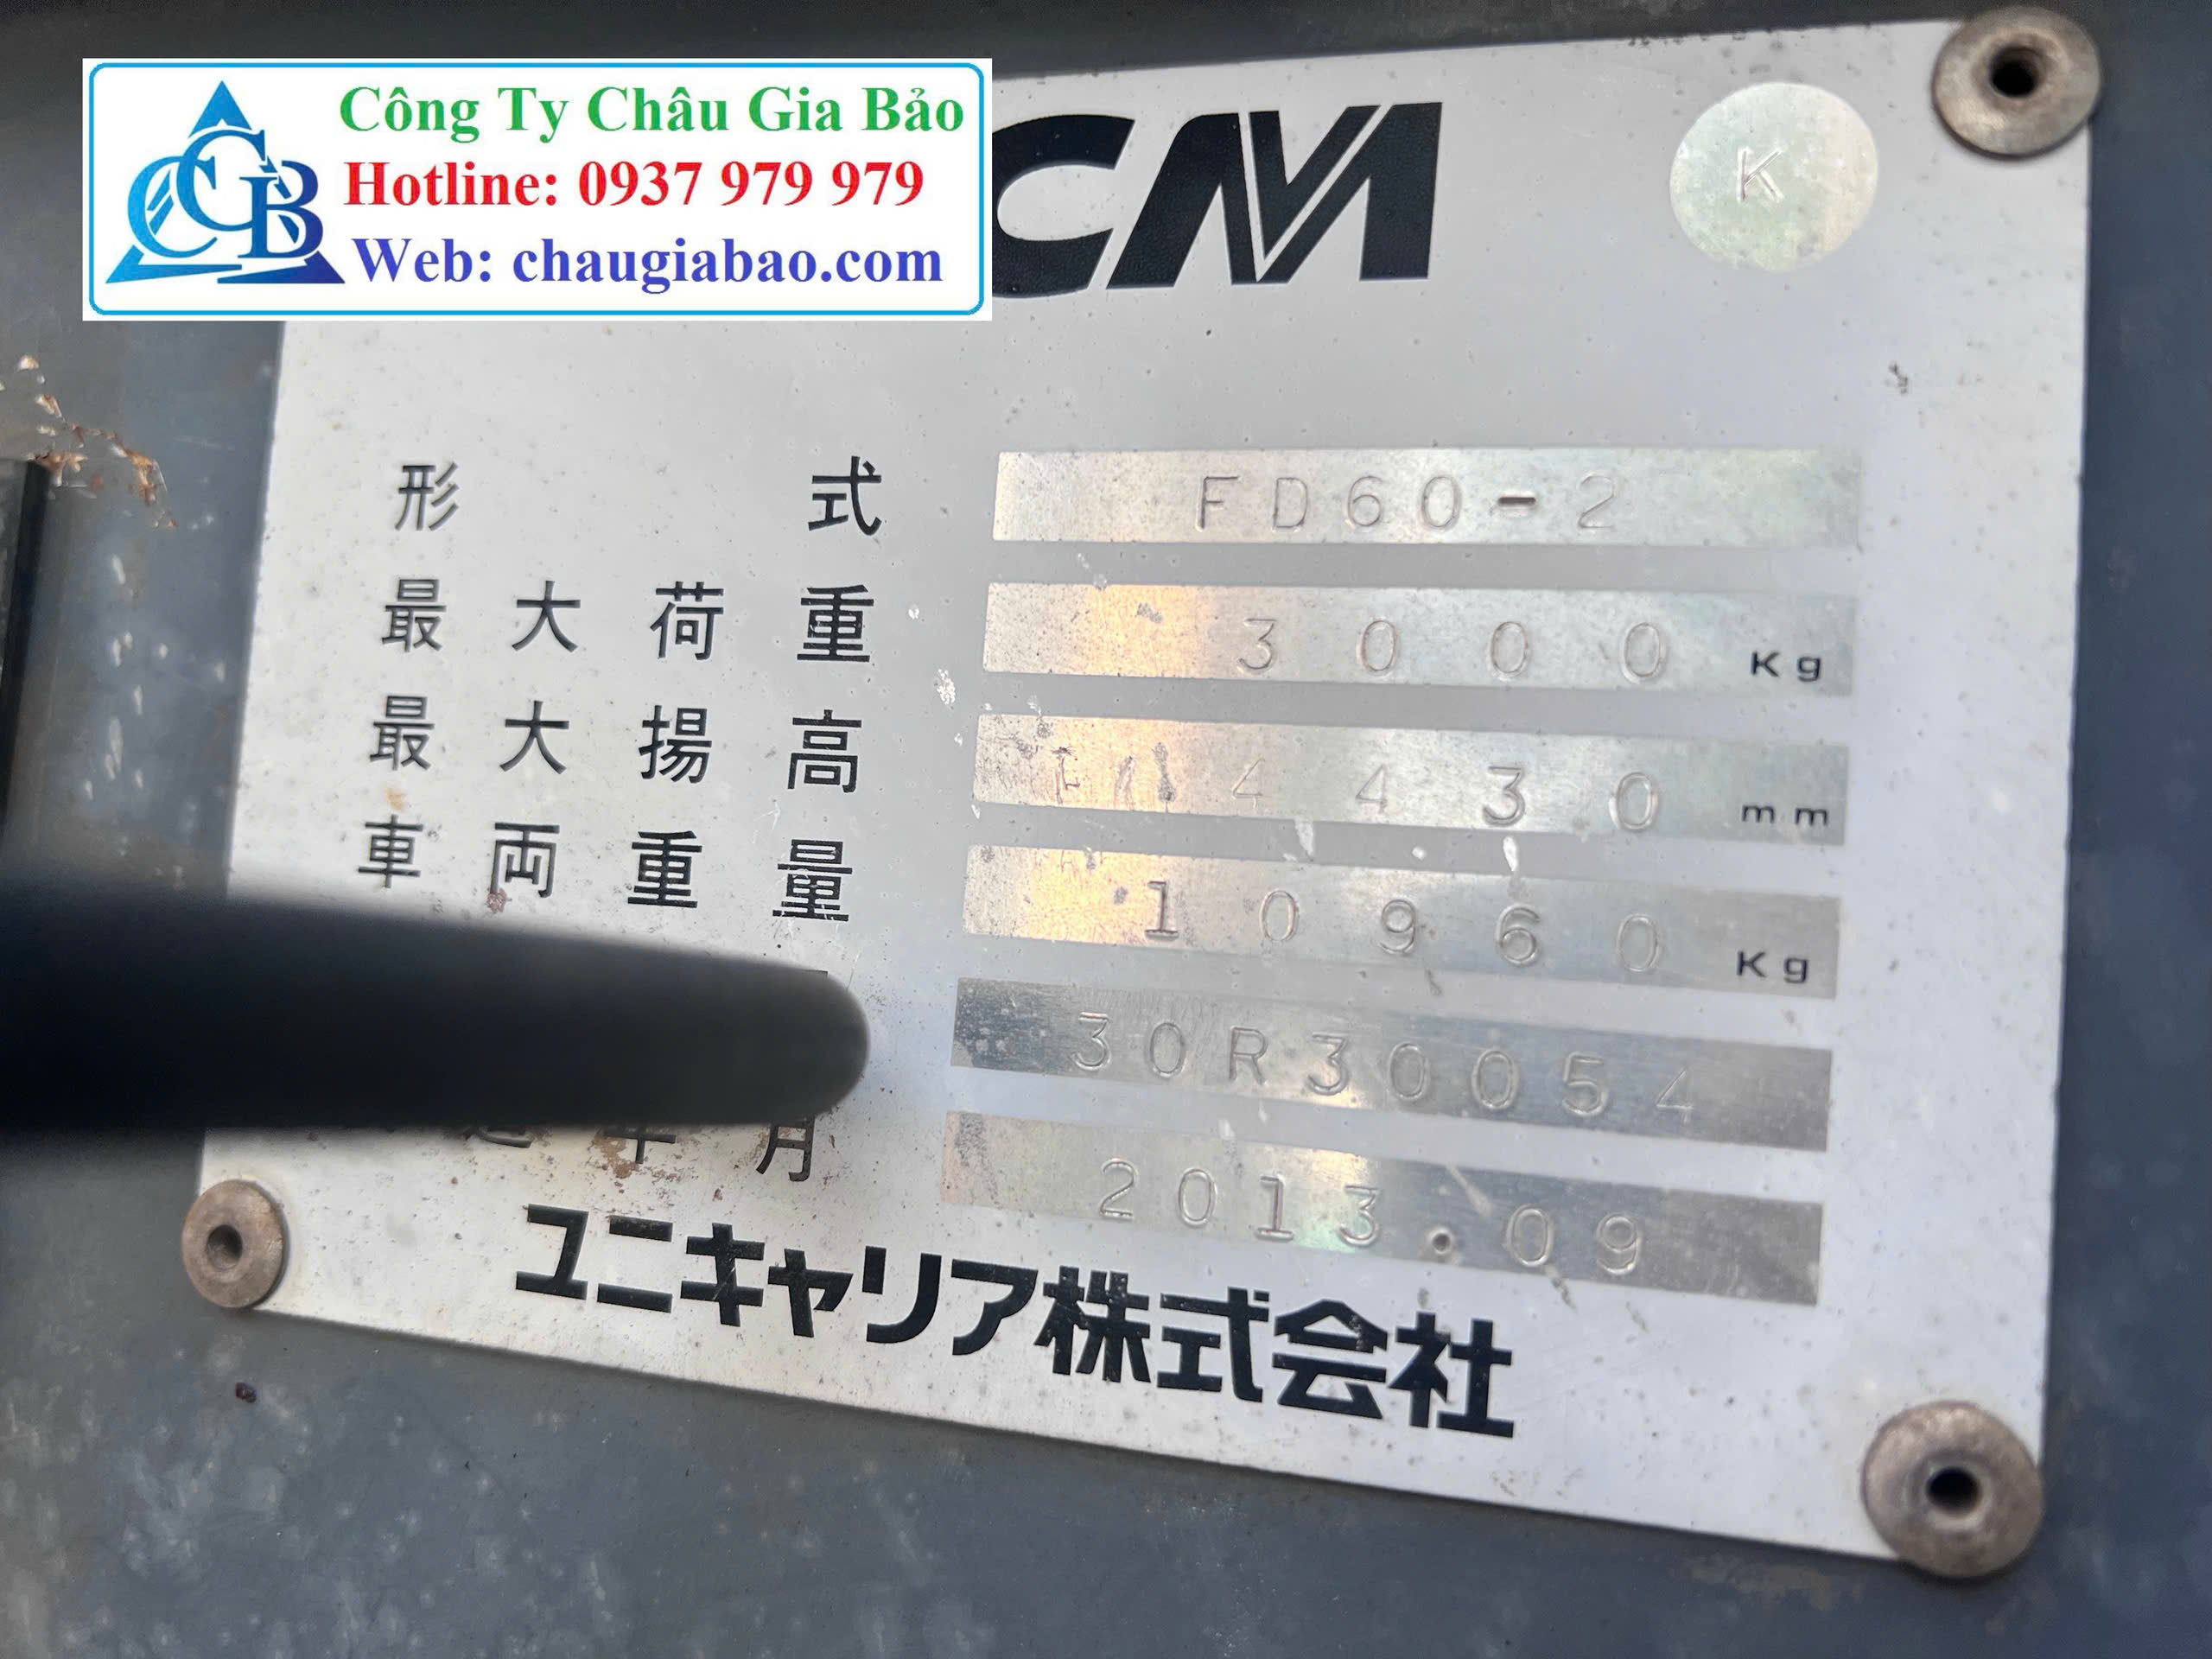 Công Ty Châu Gia Bảo
Hotline: 0937 979 979
Web: chaugiabao.com
CCB
CM
K
形式 FD60-2
最大荷重 3000 Kg
最大揚高 4430 mm
車両重量 10960 Kg
30R30054
年月 2013.09
ユニキャリア株式会社